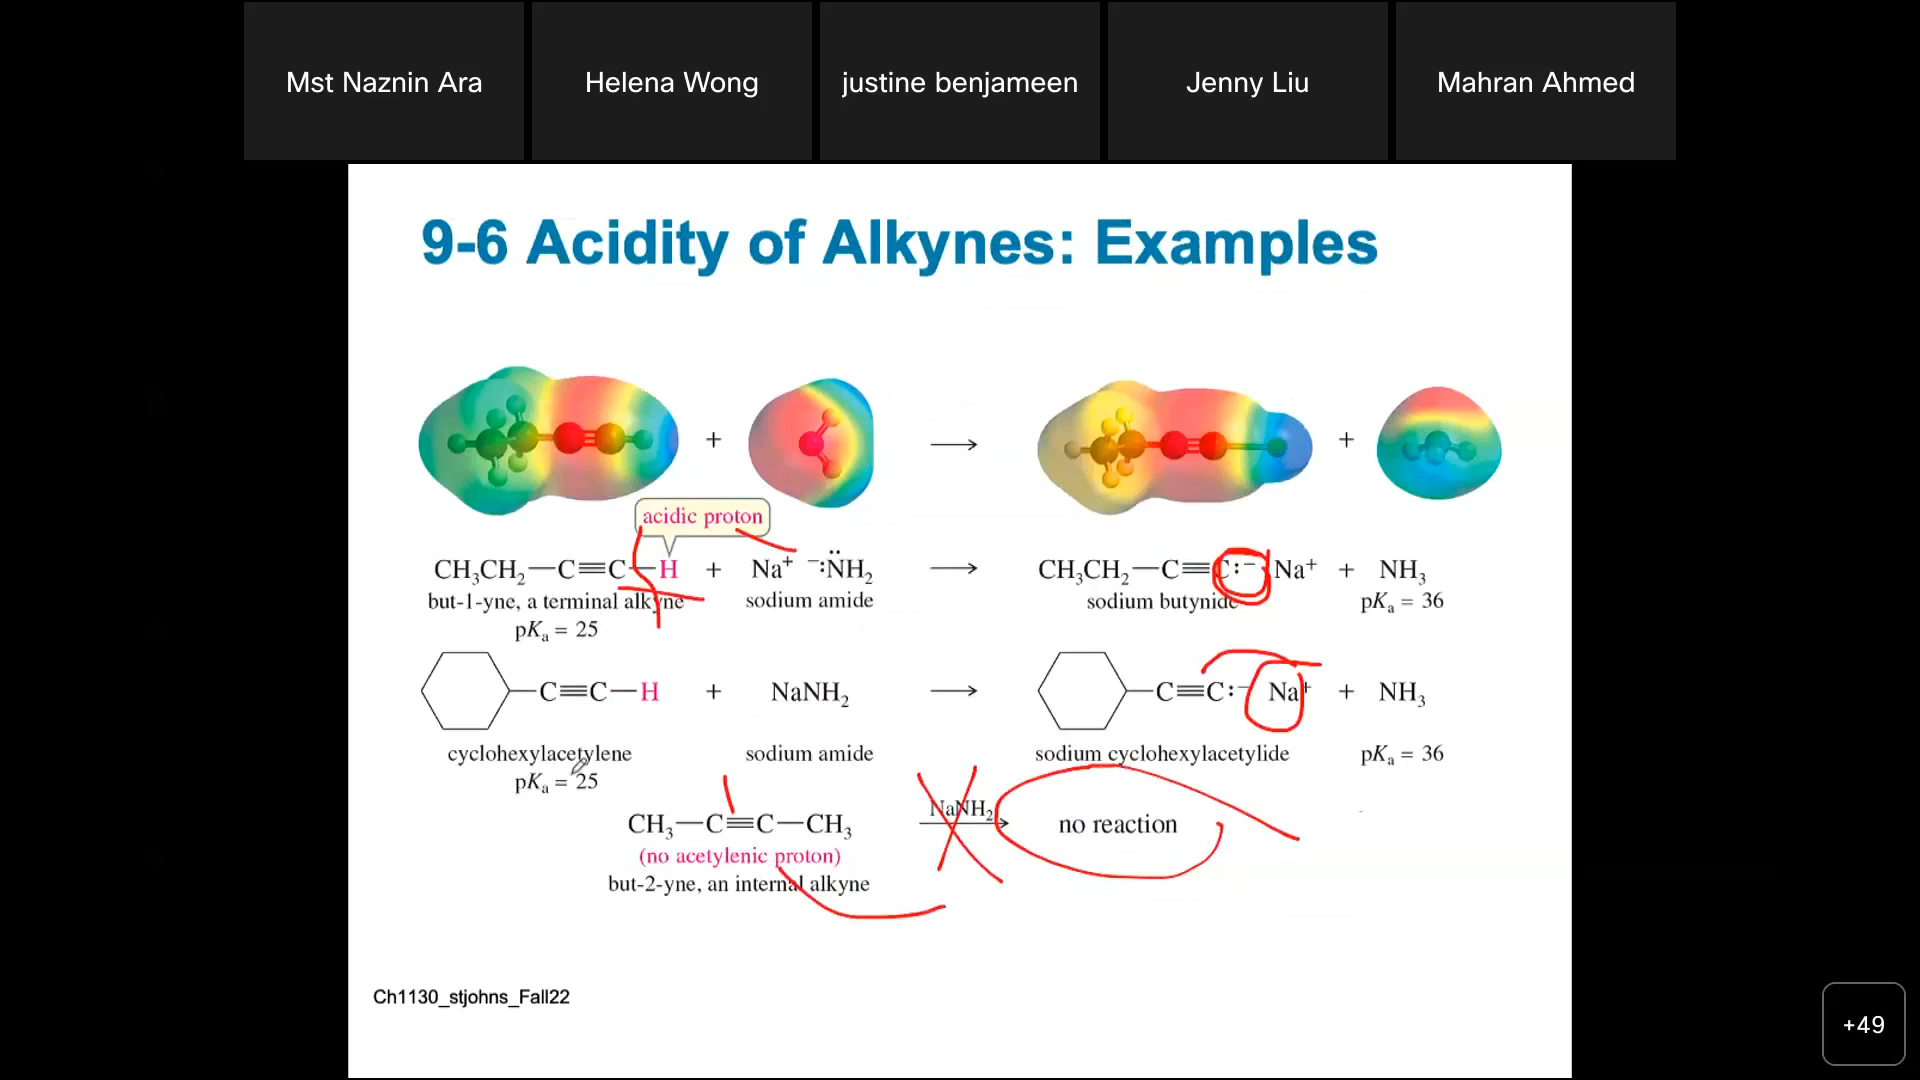 Mst Naznin Ara
Helena Wong
justine benjameen
Jenny Liu
Mahran Ahmed
9-6 Acidity of Alkynes: Examples
+ ⟶ +
acidic proton
CH₃CH₂—C≡C—H + Na⁺ ⁻:N̈H₂ ⟶ CH₃CH₂—C≡C:⁻ Na⁺ + NH₃
but-1-yne, a terminal alkyne sodium amide sodium butynide pKₐ = 36
pKₐ = 25
—C≡C—H + NaNH₂ ⟶ —C≡C:⁻ Na⁺ + NH₃
cyclohexylacetylene sodium amide sodium cyclohexylacetylide pKₐ = 36
pKₐ = 25
CH₃—C≡C—CH₃ NaNH₂⟶ no reaction
(no acetylenic proton)
but-2-yne, an internal alkyne
Ch1130_stjohns_Fall22
+49